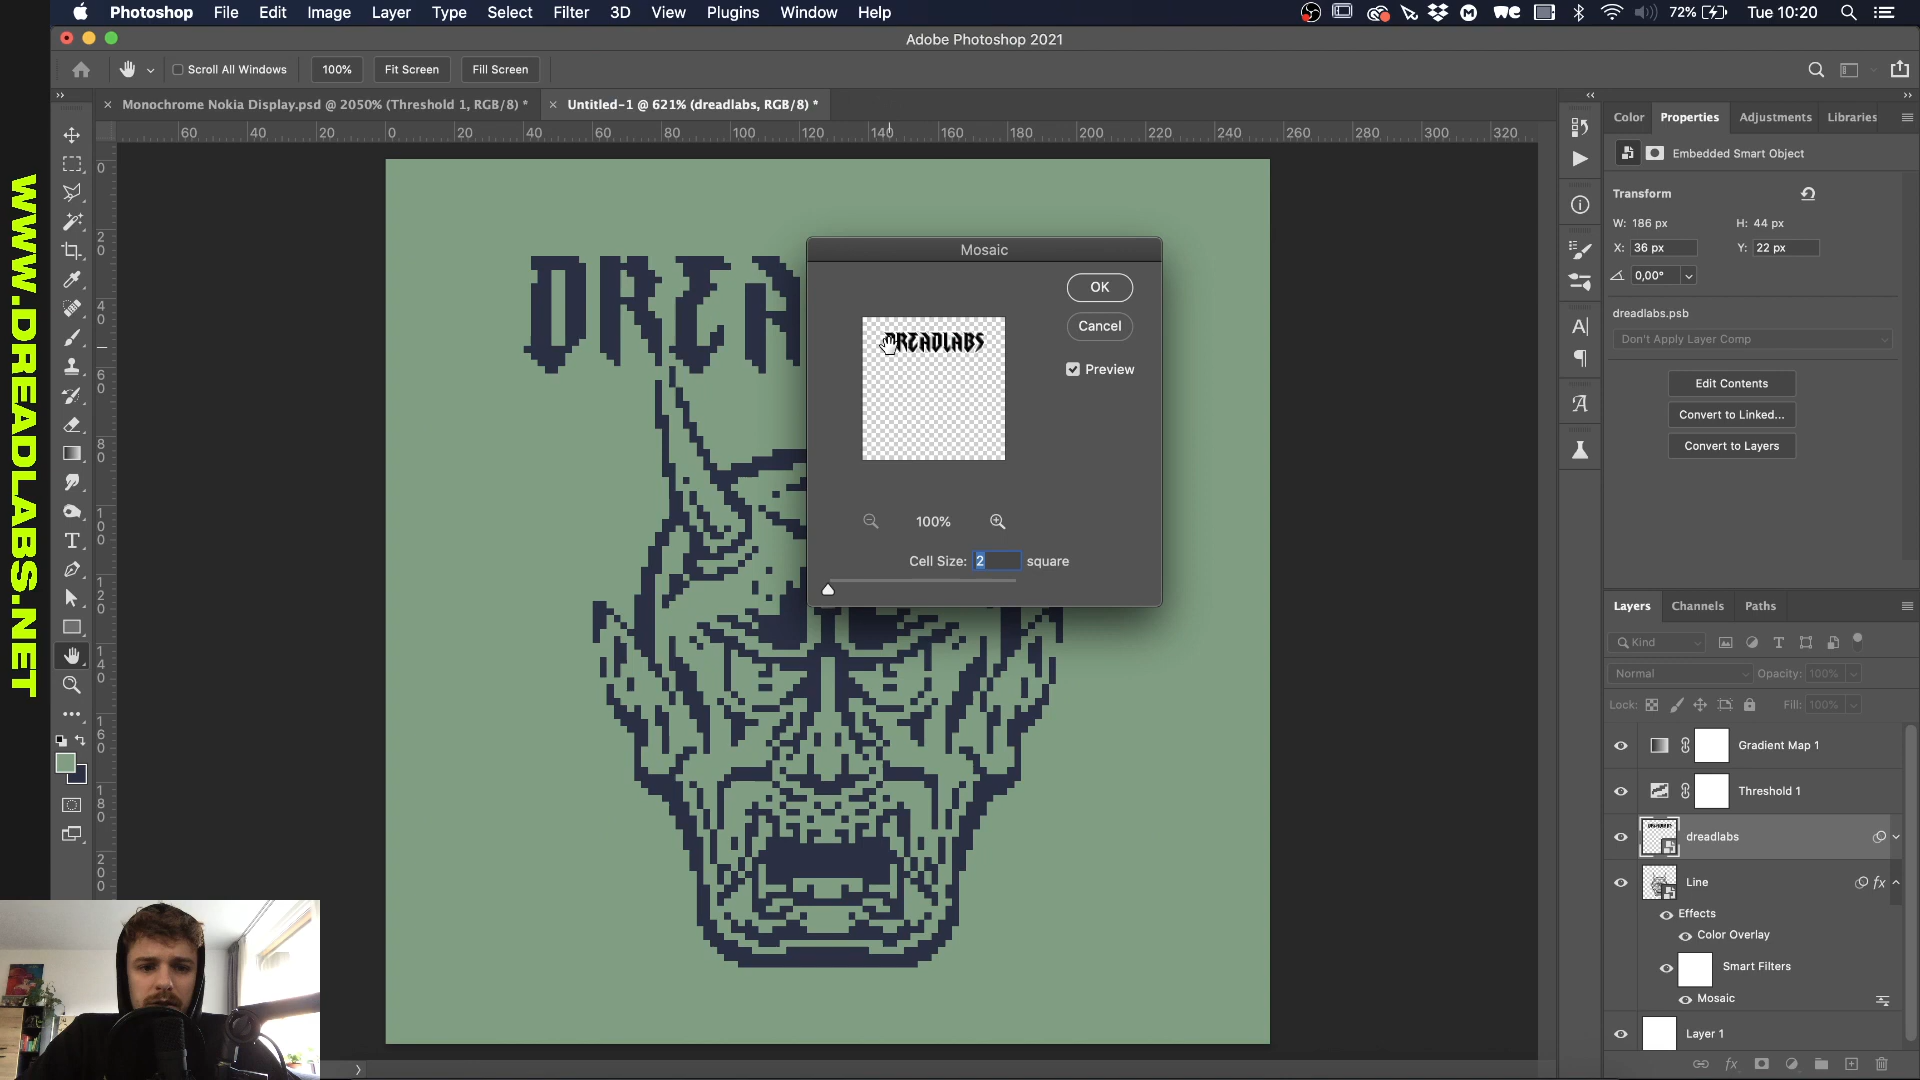 Photoshop File Edit Image Layer Type Select Filter 3D View Plugins Window Help
72% Tue 10:20
Adobe Photoshop 2021
Scroll All Windows 100% Fit Screen Fill Screen
Monochrome Nokia Display.psd @ 2050% (Threshold 1, RGB/8) *
Untitled-1 @ 621% (dreadlabs, RGB/8) *
60 40 20 0 20 40 60 80 100 120 140 160 180 200 220 240 260 280 300 320
0
20
40
60
80
100
120
140
160
180
200
WWW.DREADLABS.NET
DREA
Mosaic
OK
Cancel
Preview
DREADLABS
100%
Cell Size: 2 square
Color Properties Adjustments Libraries
Embedded Smart Object
Transform
W: 186 px H: 44 px
X: 36 px Y: 22 px
0,00°
dreadlabs.psb
Don't Apply Layer Comp
Edit Contents
Convert to Linked...
Convert to Layers
Layers Channels Paths
Kind
Normal Opacity: 100%
Lock: Fill: 100%
Gradient Map 1
Threshold 1
dreadlabs
Line fx
Effects
Color Overlay
Smart Filters
Mosaic
Layer 1
fx